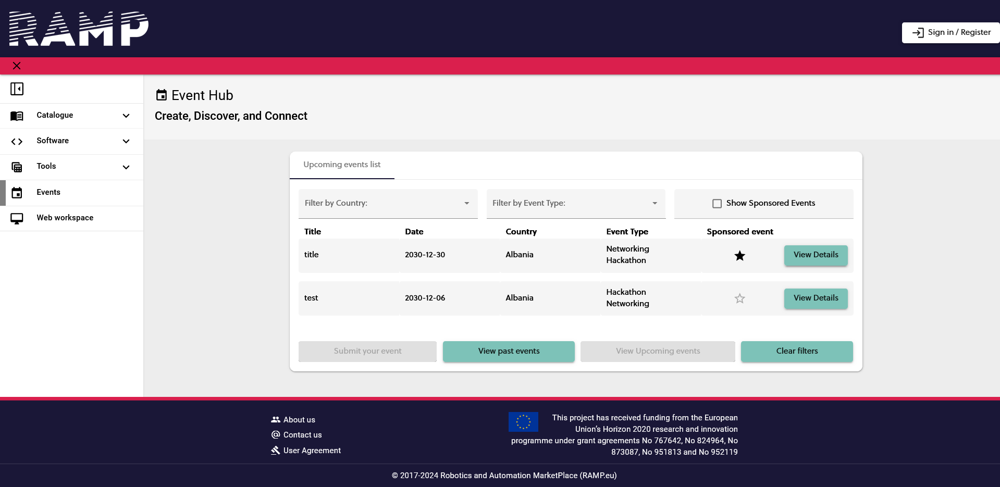 RAMP
Sign in / Register
Event Hub
Create, Discover, and Connect
Catalogue
Software
Tools
Events
Web workspace
Upcoming events list
Filter by Country:
Filter by Event Type:
Show Sponsored Events
Title Date Country Event Type Sponsored event
title 2030-12-30 Albania Networking
Hackathon
View Details
test 2030-12-06 Albania Hackathon
Networking
View Details
Submit your event
View past events
View Upcoming events
Clear filters
About us
Contact us
User Agreement
This project has received funding from the European
Union’s Horizon 2020 research and innovation
programme under grant agreements No 767642, No 824964, No
873087, No 951813 and No 952119
© 2017-2024 Robotics and Automation MarketPlace (RAMP.eu)